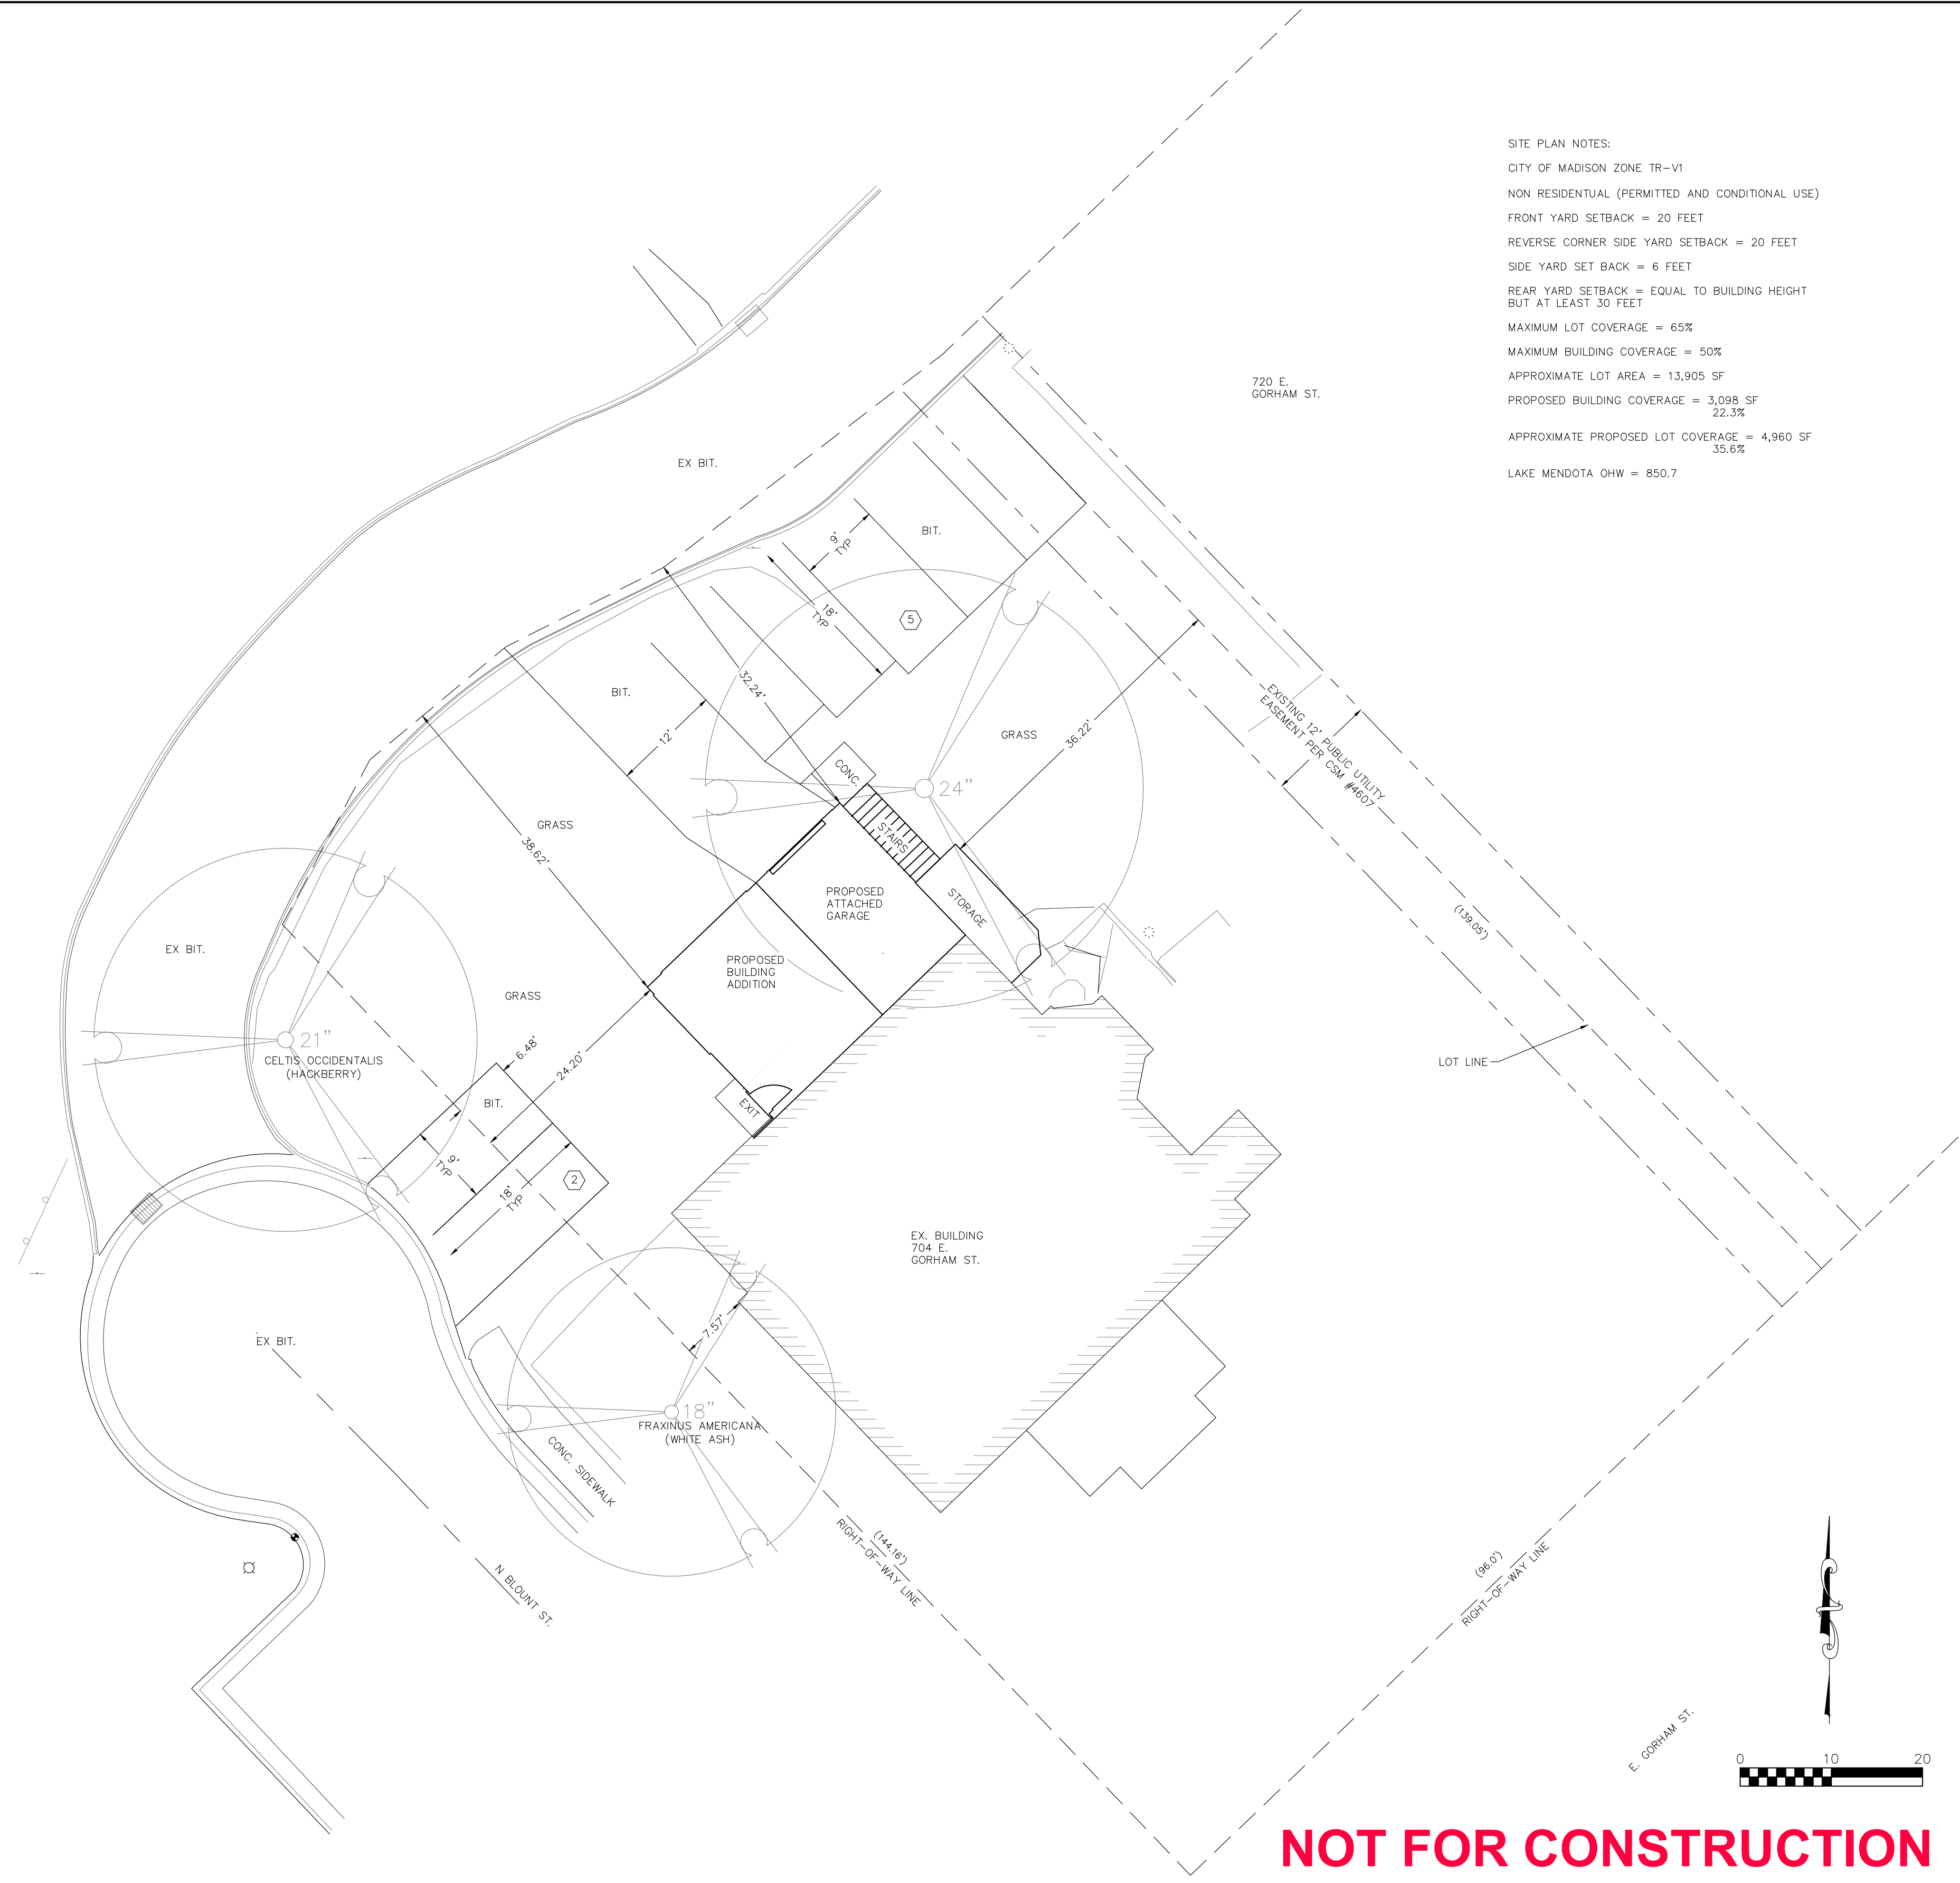 SITE PLAN NOTES:
CITY OF MADISON ZONE TR-V1
NON RESIDENTUAL (PERMITTED AND CONDITIONAL USE)
FRONT YARD SETBACK = 20 FEET
REVERSE CORNER SIDE YARD SETBACK = 20 FEET
SIDE YARD SET BACK = 6 FEET
REAR YARD SETBACK = EQUAL TO BUILDING HEIGHT
BUT AT LEAST 30 FEET
MAXIMUM LOT COVERAGE = 65%
MAXIMUM BUILDING COVERAGE = 50%
APPROXIMATE LOT AREA = 13,905 SF
PROPOSED BUILDING COVERAGE = 3,098 SF
22.3%
APPROXIMATE PROPOSED LOT COVERAGE = 4,960 SF
35.6%
LAKE MENDOTA OHW = 850.7
720 E.
GORHAM ST.
EX BIT.
BIT.
9'
TYP
18'
TYP
5
32.24'
BIT.
12'
GRASS
36.22'
EXISTING 12' PUBLIC UTILITY
EASEMENT PER CSM #4607
CONC.
24"
STAIRS
GRASS
38.62'
PROPOSED
ATTACHED
GARAGE
STORAGE
(139.05')
EX BIT.
PROPOSED
BUILDING
ADDITION
GRASS
21"
CELTIS OCCIDENTALIS
(HACKBERRY)
6.48'
24.20'
LOT LINE
BIT.
EXIT
9'
TYP
18'
TYP
2
EX. BUILDING
704 E.
GORHAM ST.
EX BIT.
7.57'
18"
FRAXINUS AMERICANA
(WHITE ASH)
CONC. SIDEWALK
(144.16')
RIGHT-OF-WAY LINE
(96.0')
RIGHT-OF-WAY LINE
N BLOUNT ST.
E. GORHAM ST.
0 10 20
NOT FOR CONSTRUCTION